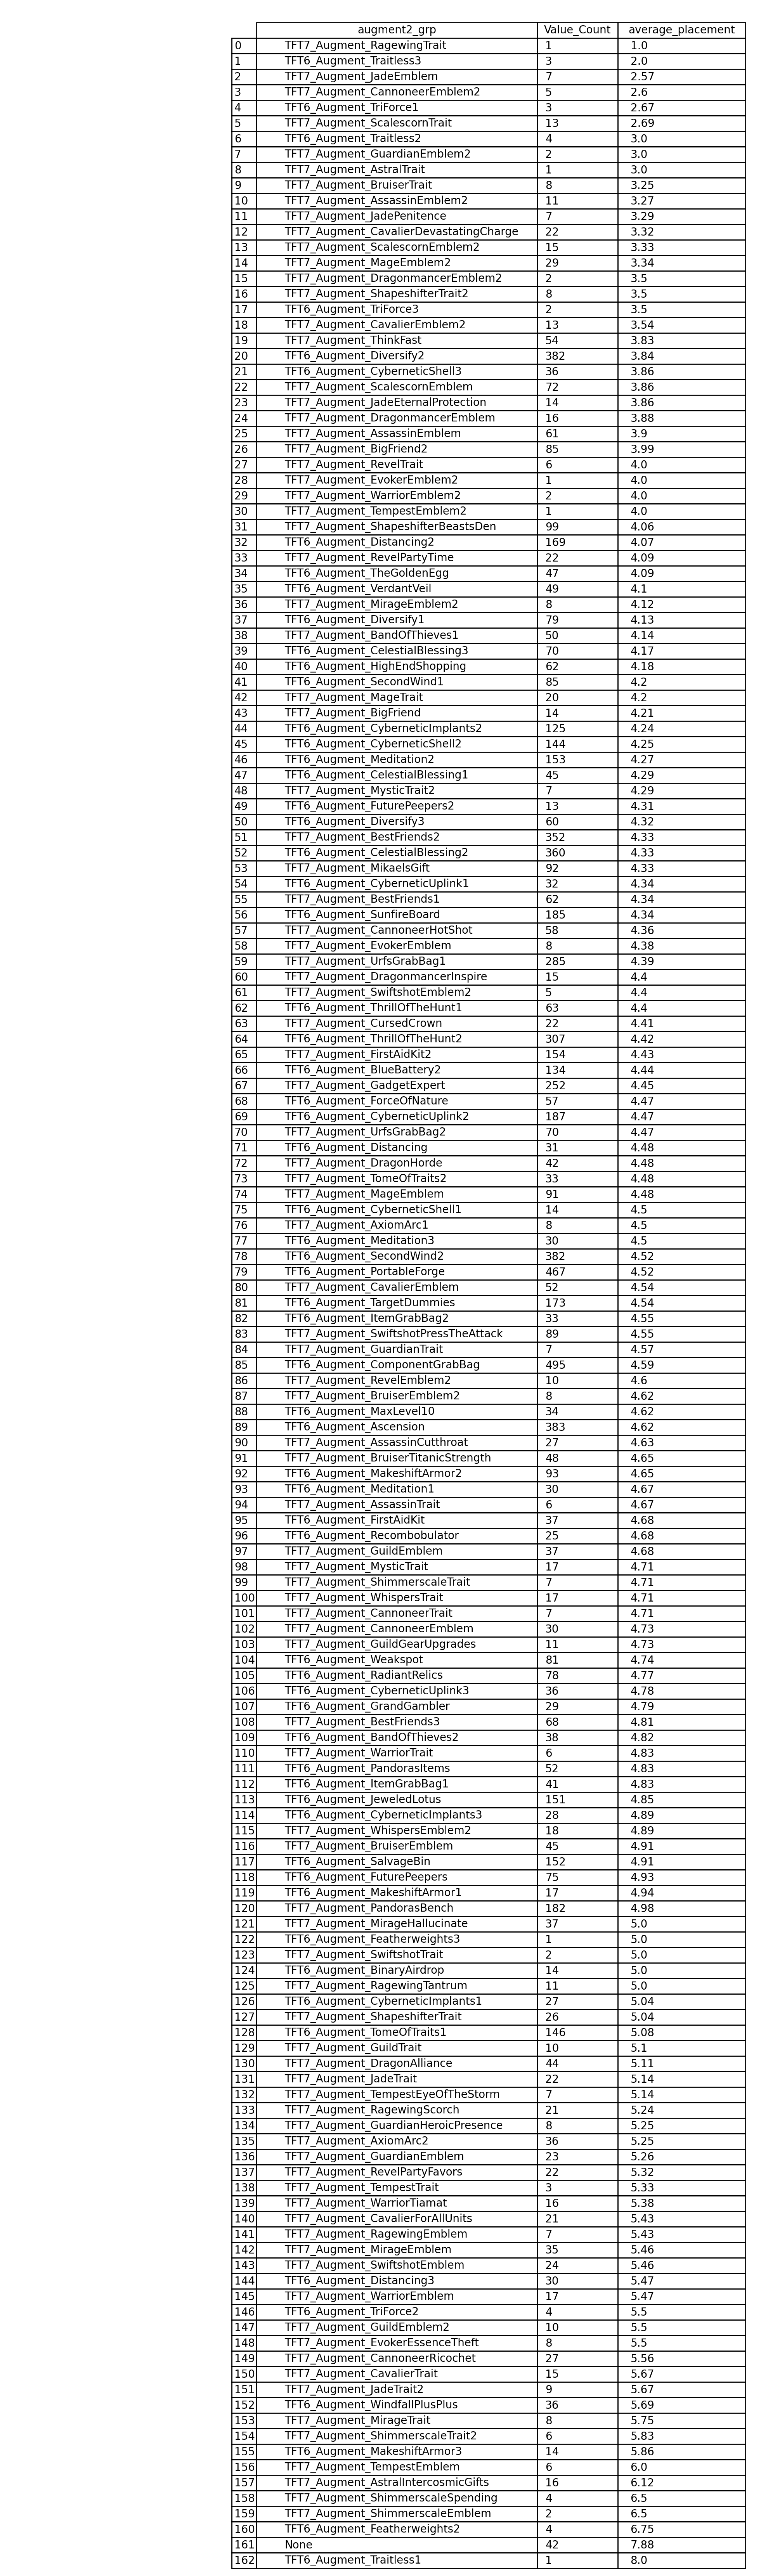 augment2_grp Value_Count average_placement
0 TFT7_Augment_RagewingTrait 1 1.0
1 TFT6_Augment_Traitless3 3 2.0
2 TFT7_Augment_JadeEmblem 7 2.57
3 TFT7_Augment_CannoneerEmblem2 5 2.6
4 TFT6_Augment_TriForce1 3 2.67
5 TFT7_Augment_ScalescornTrait 13 2.69
6 TFT6_Augment_Traitless2 4 3.0
7 TFT7_Augment_GuardianEmblem2 2 3.0
8 TFT7_Augment_AstralTrait 1 3.0
9 TFT7_Augment_BruiserTrait 8 3.25
10 TFT7_Augment_AssassinEmblem2 11 3.27
11 TFT7_Augment_JadePenitence 7 3.29
12 TFT7_Augment_CavalierDevastatingCharge 22 3.32
13 TFT7_Augment_ScalescornEmblem2 15 3.33
14 TFT7_Augment_MageEmblem2 29 3.34
15 TFT7_Augment_DragonmancerEmblem2 2 3.5
16 TFT7_Augment_ShapeshifterTrait2 8 3.5
17 TFT6_Augment_TriForce3 2 3.5
18 TFT7_Augment_CavalierEmblem2 13 3.54
19 TFT7_Augment_ThinkFast 54 3.83
20 TFT6_Augment_Diversify2 382 3.84
21 TFT6_Augment_CyberneticShell3 36 3.86
22 TFT7_Augment_ScalescornEmblem 72 3.86
23 TFT7_Augment_JadeEternalProtection 14 3.86
24 TFT7_Augment_DragonmancerEmblem 16 3.88
25 TFT7_Augment_AssassinEmblem 61 3.9
26 TFT7_Augment_BigFriend2 85 3.99
27 TFT7_Augment_RevelTrait 6 4.0
28 TFT7_Augment_EvokerEmblem2 1 4.0
29 TFT7_Augment_WarriorEmblem2 2 4.0
30 TFT7_Augment_TempestEmblem2 1 4.0
31 TFT7_Augment_ShapeshifterBeastsDen 99 4.06
32 TFT6_Augment_Distancing2 169 4.07
33 TFT7_Augment_RevelPartyTime 22 4.09
34 TFT6_Augment_TheGoldenEgg 47 4.09
35 TFT6_Augment_VerdantVeil 49 4.1
36 TFT7_Augment_MirageEmblem2 8 4.12
37 TFT6_Augment_Diversify1 79 4.13
38 TFT7_Augment_BandOfThieves1 50 4.14
39 TFT6_Augment_CelestialBlessing3 70 4.17
40 TFT6_Augment_HighEndShopping 62 4.18
41 TFT6_Augment_SecondWind1 85 4.2
42 TFT7_Augment_MageTrait 20 4.2
43 TFT7_Augment_BigFriend 14 4.21
44 TFT6_Augment_CyberneticImplants2 125 4.24
45 TFT6_Augment_CyberneticShell2 144 4.25
46 TFT6_Augment_Meditation2 153 4.27
47 TFT6_Augment_CelestialBlessing1 45 4.29
48 TFT7_Augment_MysticTrait2 7 4.29
49 TFT6_Augment_FuturePeepers2 13 4.31
50 TFT6_Augment_Diversify3 60 4.32
51 TFT7_Augment_BestFriends2 352 4.33
52 TFT6_Augment_CelestialBlessing2 360 4.33
53 TFT7_Augment_MikaelsGift 92 4.33
54 TFT6_Augment_CyberneticUplink1 32 4.34
55 TFT7_Augment_BestFriends1 62 4.34
56 TFT6_Augment_SunfireBoard 185 4.34
57 TFT7_Augment_CannoneerHotShot 58 4.36
58 TFT7_Augment_EvokerEmblem 8 4.38
59 TFT7_Augment_UrfsGrabBag1 285 4.39
60 TFT7_Augment_DragonmancerInspire 15 4.4
61 TFT7_Augment_SwiftshotEmblem2 5 4.4
62 TFT6_Augment_ThrillOfTheHunt1 63 4.4
63 TFT7_Augment_CursedCrown 22 4.41
64 TFT6_Augment_ThrillOfTheHunt2 307 4.42
65 TFT7_Augment_FirstAidKit2 154 4.43
66 TFT6_Augment_BlueBattery2 134 4.44
67 TFT7_Augment_GadgetExpert 252 4.45
68 TFT6_Augment_ForceOfNature 57 4.47
69 TFT6_Augment_CyberneticUplink2 187 4.47
70 TFT7_Augment_UrfsGrabBag2 70 4.47
71 TFT6_Augment_Distancing 31 4.48
72 TFT7_Augment_DragonHorde 42 4.48
73 TFT7_Augment_TomeOfTraits2 33 4.48
74 TFT7_Augment_MageEmblem 91 4.48
75 TFT6_Augment_CyberneticShell1 14 4.5
76 TFT7_Augment_AxiomArc1 8 4.5
77 TFT6_Augment_Meditation3 30 4.5
78 TFT6_Augment_SecondWind2 382 4.52
79 TFT6_Augment_PortableForge 467 4.52
80 TFT7_Augment_CavalierEmblem 52 4.54
81 TFT6_Augment_TargetDummies 173 4.54
82 TFT6_Augment_ItemGrabBag2 33 4.55
83 TFT7_Augment_SwiftshotPressTheAttack 89 4.55
84 TFT7_Augment_GuardianTrait 7 4.57
85 TFT6_Augment_ComponentGrabBag 495 4.59
86 TFT7_Augment_RevelEmblem2 10 4.6
87 TFT7_Augment_BruiserEmblem2 8 4.62
88 TFT6_Augment_MaxLevel10 34 4.62
89 TFT6_Augment_Ascension 383 4.62
90 TFT7_Augment_AssassinCutthroat 27 4.63
91 TFT7_Augment_BruiserTitanicStrength 48 4.65
92 TFT6_Augment_MakeshiftArmor2 93 4.65
93 TFT6_Augment_Meditation1 30 4.67
94 TFT7_Augment_AssassinTrait 6 4.67
95 TFT6_Augment_FirstAidKit 37 4.68
96 TFT6_Augment_Recombobulator 25 4.68
97 TFT7_Augment_GuildEmblem 37 4.68
98 TFT7_Augment_MysticTrait 17 4.71
99 TFT7_Augment_ShimmerscaleTrait 7 4.71
100 TFT7_Augment_WhispersTrait 17 4.71
101 TFT7_Augment_CannoneerTrait 7 4.71
102 TFT7_Augment_CannoneerEmblem 30 4.73
103 TFT7_Augment_GuildGearUpgrades 11 4.73
104 TFT6_Augment_Weakspot 81 4.74
105 TFT6_Augment_RadiantRelics 78 4.77
106 TFT6_Augment_CyberneticUplink3 36 4.78
107 TFT6_Augment_GrandGambler 29 4.79
108 TFT7_Augment_BestFriends3 68 4.81
109 TFT6_Augment_BandOfThieves2 38 4.82
110 TFT7_Augment_WarriorTrait 6 4.83
111 TFT6_Augment_PandorasItems 52 4.83
112 TFT6_Augment_ItemGrabBag1 41 4.83
113 TFT6_Augment_JeweledLotus 151 4.85
114 TFT6_Augment_CyberneticImplants3 28 4.89
115 TFT7_Augment_WhispersEmblem2 18 4.89
116 TFT7_Augment_BruiserEmblem 45 4.91
117 TFT6_Augment_SalvageBin 152 4.91
118 TFT6_Augment_FuturePeepers 75 4.93
119 TFT6_Augment_MakeshiftArmor1 17 4.94
120 TFT7_Augment_PandorasBench 182 4.98
121 TFT7_Augment_MirageHallucinate 37 5.0
122 TFT6_Augment_Featherweights3 1 5.0
123 TFT7_Augment_SwiftshotTrait 2 5.0
124 TFT6_Augment_BinaryAirdrop 14 5.0
125 TFT7_Augment_RagewingTantrum 11 5.0
126 TFT6_Augment_CyberneticImplants1 27 5.04
127 TFT7_Augment_ShapeshifterTrait 26 5.04
128 TFT6_Augment_TomeOfTraits1 146 5.08
129 TFT7_Augment_GuildTrait 10 5.1
130 TFT7_Augment_DragonAlliance 44 5.11
131 TFT7_Augment_JadeTrait 22 5.14
132 TFT7_Augment_TempestEyeOfTheStorm 7 5.14
133 TFT7_Augment_RagewingScorch 21 5.24
134 TFT7_Augment_GuardianHeroicPresence 8 5.25
135 TFT7_Augment_AxiomArc2 36 5.25
136 TFT7_Augment_GuardianEmblem 23 5.26
137 TFT7_Augment_RevelPartyFavors 22 5.32
138 TFT7_Augment_TempestTrait 3 5.33
139 TFT7_Augment_WarriorTiamat 16 5.38
140 TFT7_Augment_CavalierForAllUnits 21 5.43
141 TFT7_Augment_RagewingEmblem 7 5.43
142 TFT7_Augment_MirageEmblem 35 5.46
143 TFT7_Augment_SwiftshotEmblem 24 5.46
144 TFT6_Augment_Distancing3 30 5.47
145 TFT7_Augment_WarriorEmblem 17 5.47
146 TFT6_Augment_TriForce2 4 5.5
147 TFT7_Augment_GuildEmblem2 10 5.5
148 TFT7_Augment_EvokerEssenceTheft 8 5.5
149 TFT7_Augment_CannoneerRicochet 27 5.56
150 TFT7_Augment_CavalierTrait 15 5.67
151 TFT7_Augment_JadeTrait2 9 5.67
152 TFT6_Augment_WindfallPlusPlus 36 5.69
153 TFT7_Augment_MirageTrait 8 5.75
154 TFT7_Augment_ShimmerscaleTrait2 6 5.83
155 TFT6_Augment_MakeshiftArmor3 14 5.86
156 TFT7_Augment_TempestEmblem 6 6.0
157 TFT7_Augment_AstralIntercosmicGifts 16 6.12
158 TFT7_Augment_ShimmerscaleSpending 4 6.5
159 TFT7_Augment_ShimmerscaleEmblem 2 6.5
160 TFT6_Augment_Featherweights2 4 6.75
161 None 42 7.88
162 TFT6_Augment_Traitless1 1 8.0